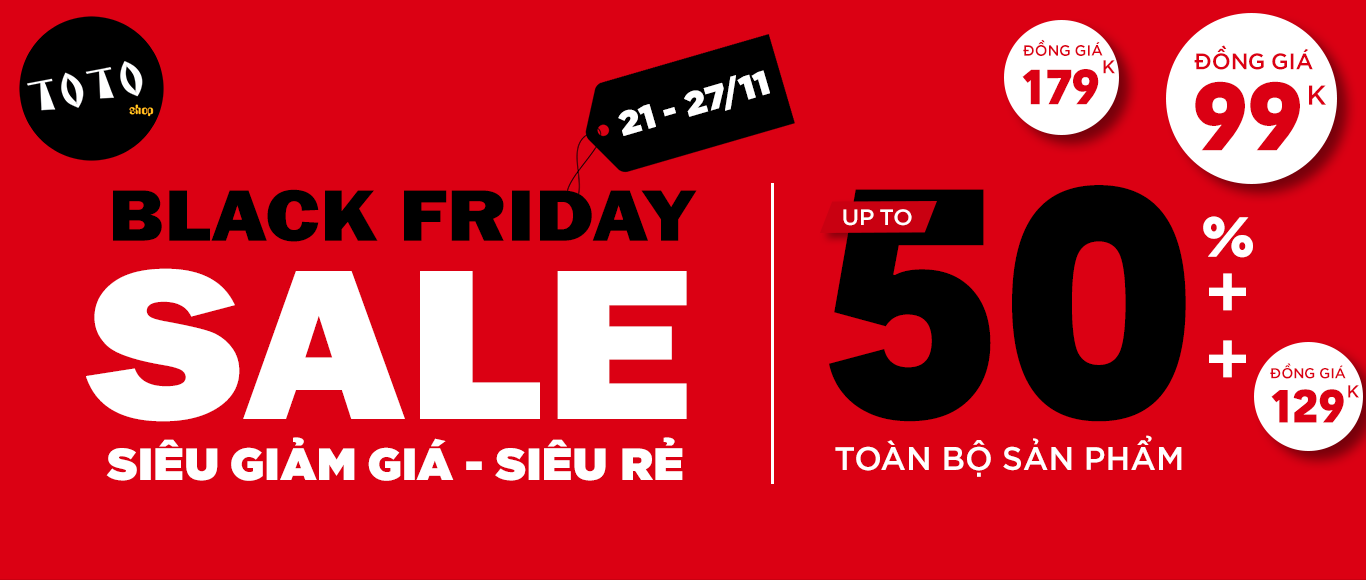 TOTO
shop
21 - 27/11
BLACK FRIDAY
SALE
SIÊU GIẢM GIÁ - SIÊU RẺ
ĐỒNG GIÁ
179K
ĐỒNG GIÁ
99K
UP TO
50%
+
+
TOÀN BỘ SẢN PHẨM
ĐỒNG GIÁ
129K